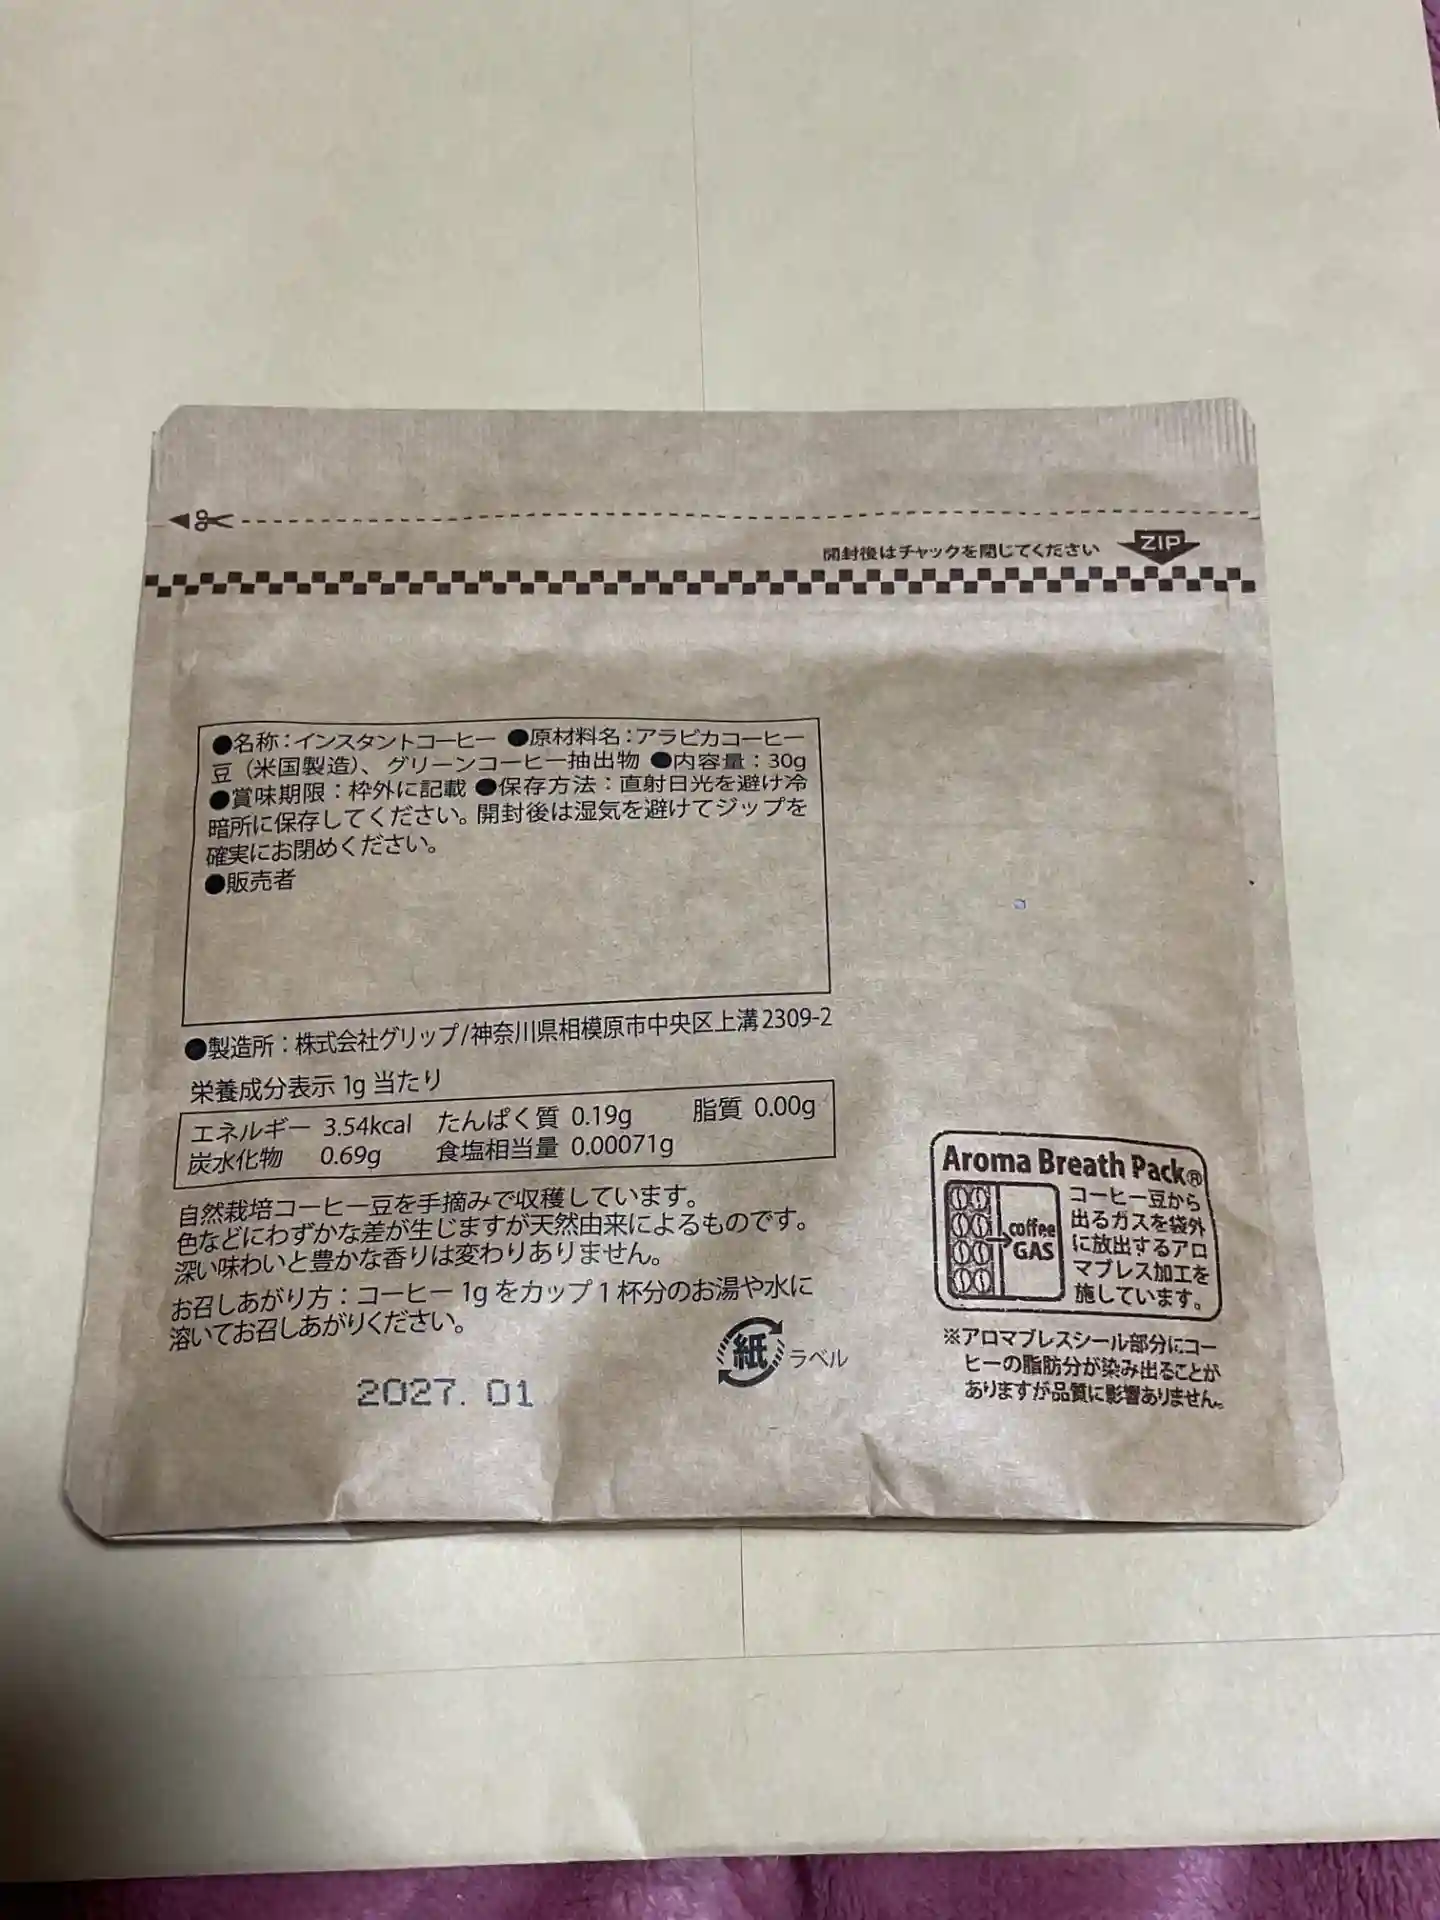 開封後はチャックを閉じてください
ZIP
●名称：インスタントコーヒー ●原材料名：アラビカコーヒー
豆（米国製造）、グリーンコーヒー抽出物 ●内容量：30g
●賞味期限：枠外に記載 ●保存方法：直射日光を避け冷
暗所に保存してください。開封後は湿気を避けてジップを
確実にお閉めください。
●販売者
●製造所：株式会社グリップ/神奈川県相模原市中央区上溝2309-2
栄養成分表示 1g 当たり
エネルギー 3.54kcal たんぱく質 0.19g 脂質 0.00g
炭水化物 0.69g 食塩相当量 0.00071g
自然栽培コーヒー豆を手摘みで収穫しています。
色などにわずかな差が生じますが天然由来によるものです。
深い味わいと豊かな香りは変わりありません。
お召しあがり方：コーヒー 1g をカップ 1 杯分のお湯や水に
溶いてお召しあがりください。
紙 ラベル
2027. 01
Aroma Breath Pack®
coffee
GAS
コーヒー豆から
出るガスを袋外
に放出するアロ
マブレス加工を
施しています。
※アロマブレスシール部分にコー
ヒーの脂肪分が染み出ることが
ありますが品質に影響ありません。